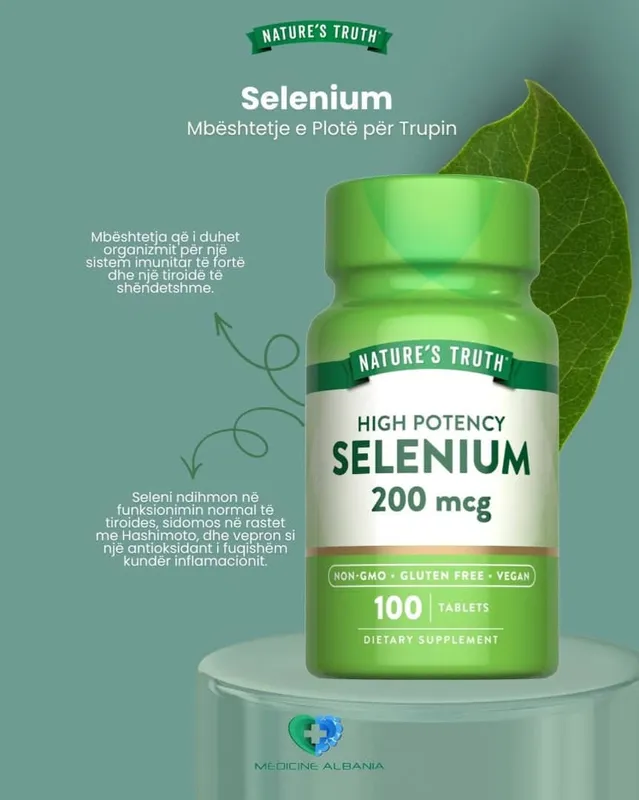 NATURE'S TRUTH®
Selenium
Mbështetje e Plotë për Trupin
Mbështetja që i duhet
organizmit për një
sistem imunitar të fortë
dhe një tiroidë të
shëndetshme.
NATURE'S TRUTH®
HIGH POTENCY
SELENIUM
200 mcg
NON-GMO • GLUTEN FREE • VEGAN
100 TABLETS
DIETARY SUPPLEMENT
Seleni ndihmon në
funksionimin normal të
tiroides, sidomos në rastet
me Hashimoto, dhe vepron si
një antioksidant i fuqishëm
kundër inflamacionit.
MEDICINE ALBANIA